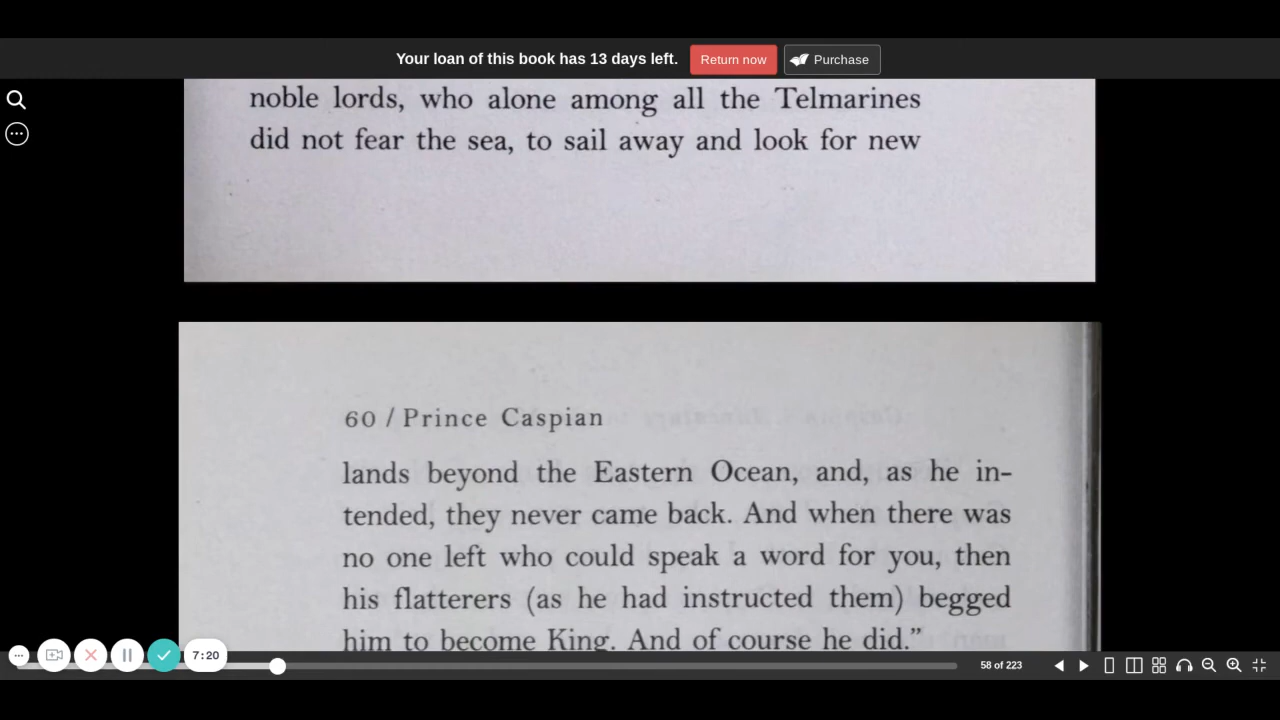 Your loan of this book has 13 days left. Return now Purchase
noble lords, who alone among all the Telmarines
did not fear the sea, to sail away and look for new
60 / Prince Caspian
lands beyond the Eastern Ocean, and, as he in-
tended, they never came back. And when there was
no one left who could speak a word for you, then
his flatterers (as he had instructed them) begged
him to become King. And of course he did.”
7:20
58 of 223